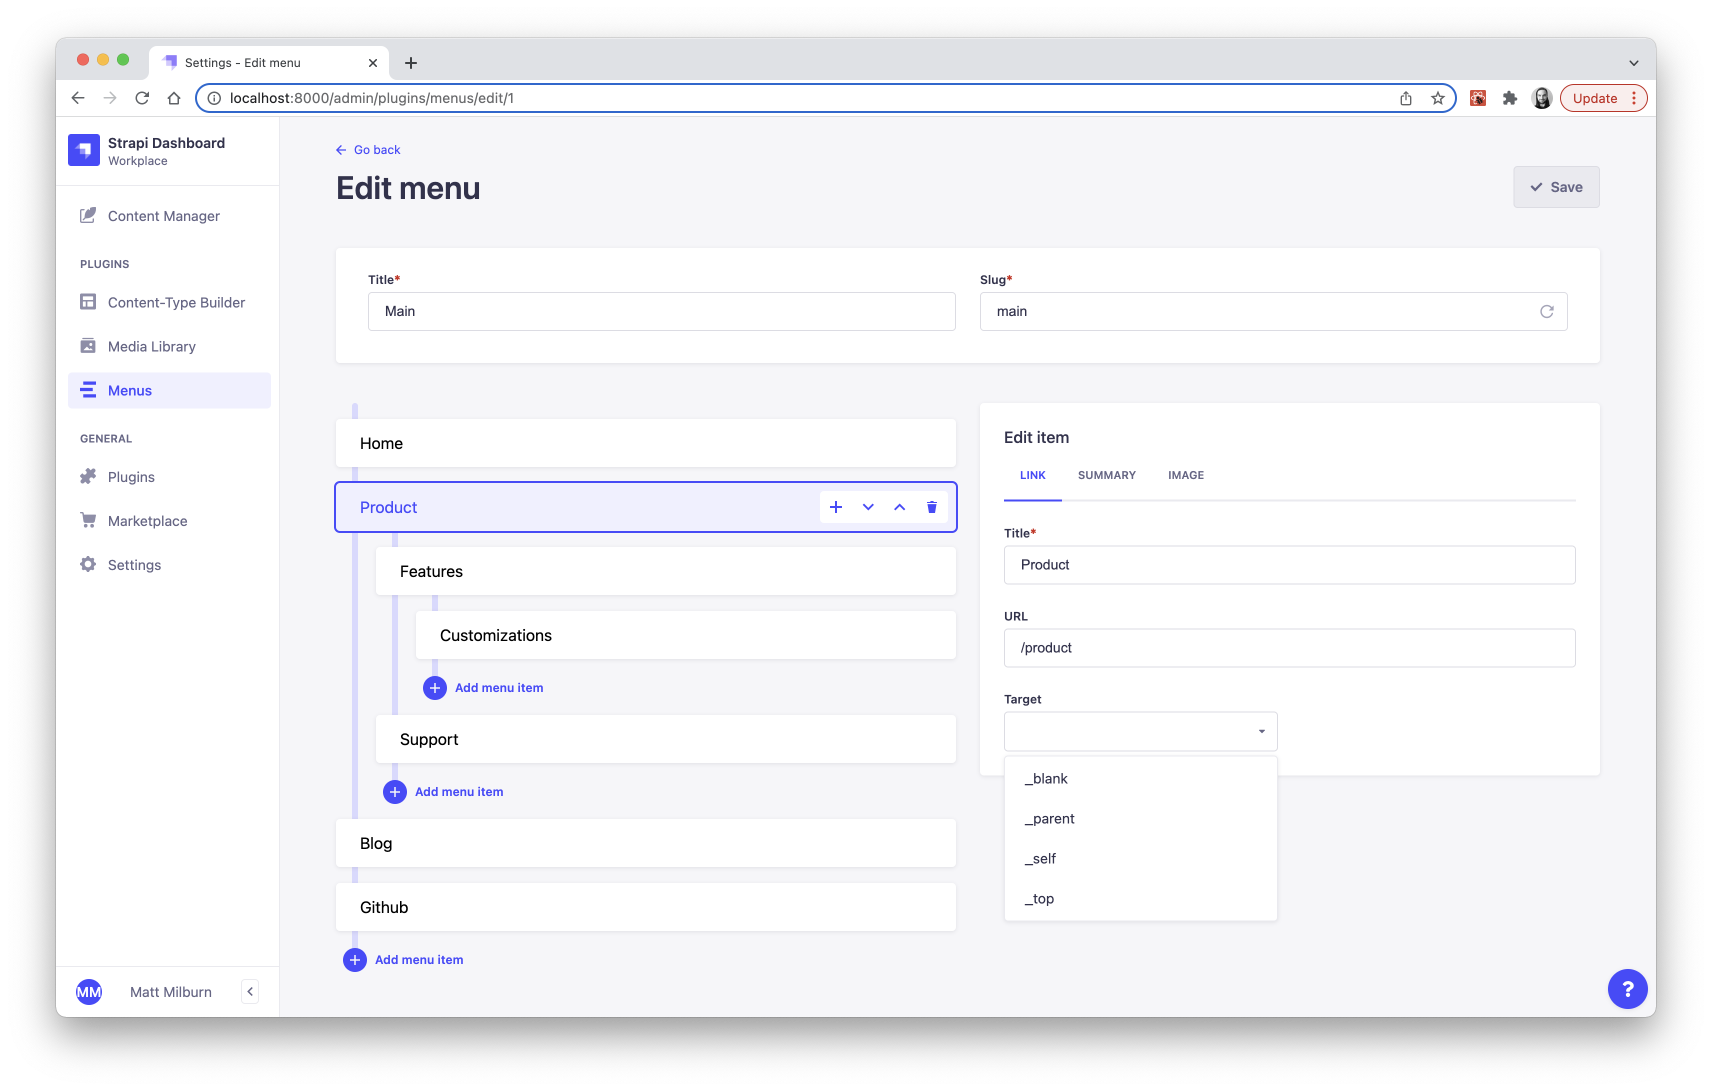 Settings - Edit menu
localhost:8000/admin/plugins/menus/edit/1
Update
Strapi Dashboard
Workplace
Content Manager
PLUGINS
Content-Type Builder
Media Library
Menus
GENERAL
Plugins
Marketplace
Settings
MM
Matt Milburn
Go back
Edit menu
Save
Title*
Main
Slug*
main
Home
Product
Features
Customizations
Add menu item
Support
Add menu item
Blog
Github
Add menu item
Edit item
LINK
SUMMARY
IMAGE
Title*
Product
URL
/product
Target
_blank
_parent
_self
_top
?